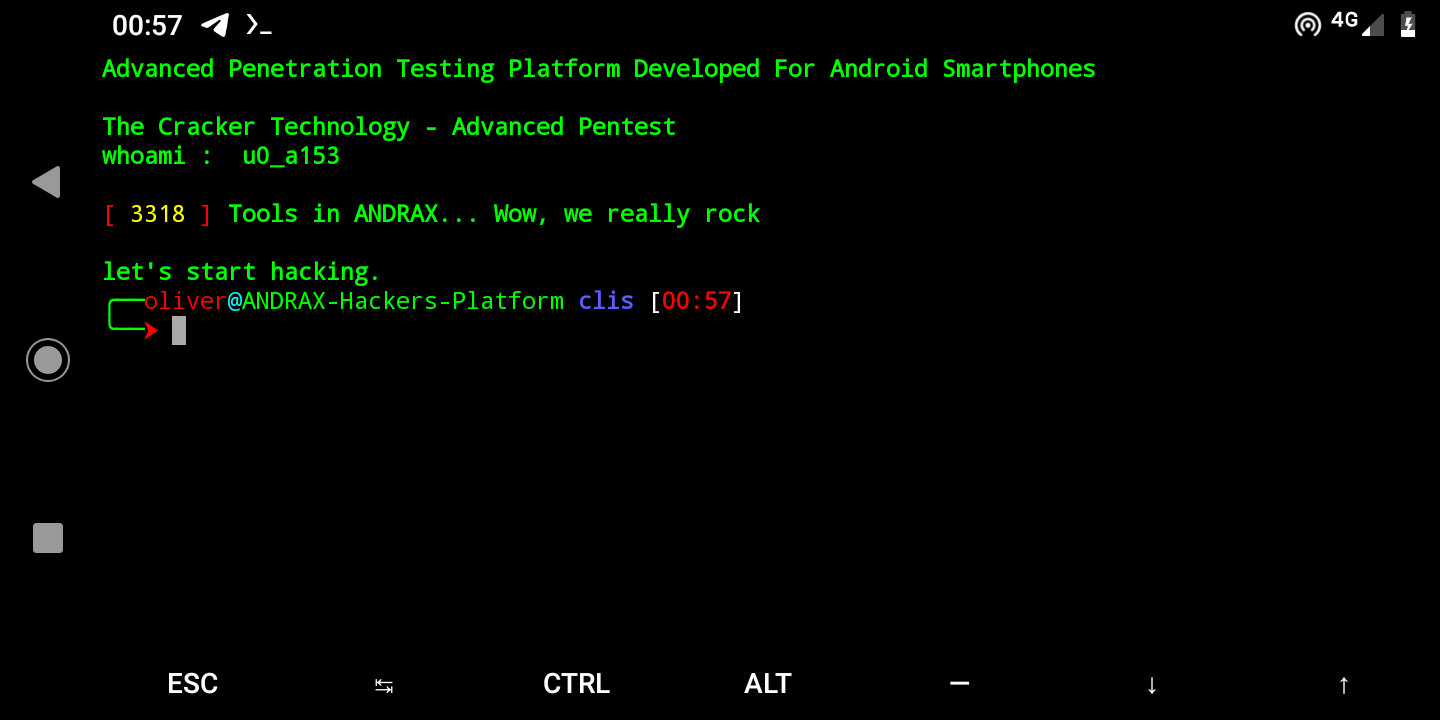 00:57
4G
Advanced Penetration Testing Platform Developed For Android Smartphones
The Cracker Technology - Advanced Pentest
whoami :  u0_a153
[ 3318 ] Tools in ANDRAX... Wow, we really rock
let's start hacking.
oliver@ANDRAX-Hackers-Platform clis [00:57]
ESC ↹ CTRL ALT — ↓ ↑